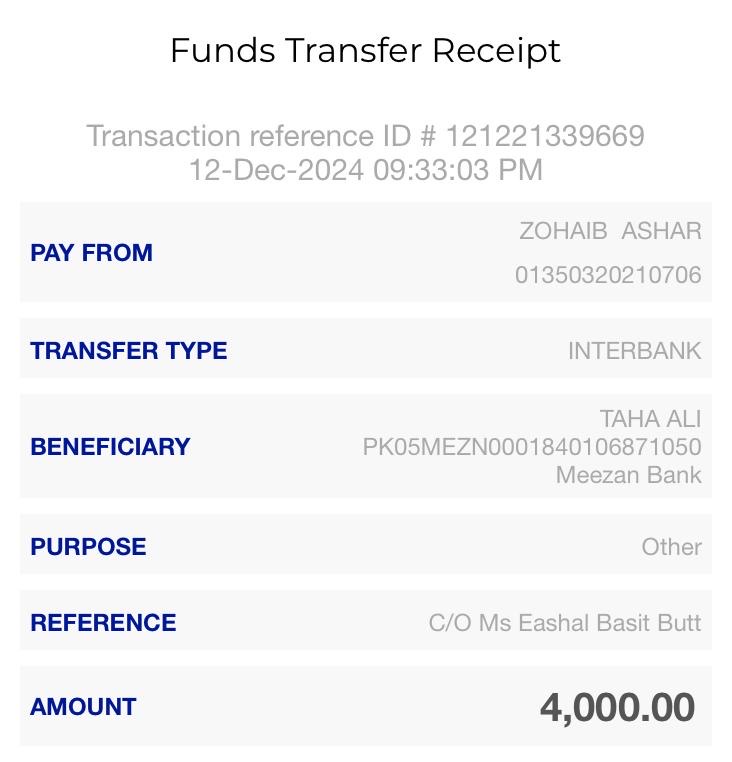 Funds Transfer Receipt
Transaction reference ID # 121221339669
12-Dec-2024 09:33:03 PM
PAY FROM
ZOHAIB ASHAR
01350320210706
TRANSFER TYPE
INTERBANK
BENEFICIARY
TAHA ALI
PK05MEZN0001840106871050
Meezan Bank
PURPOSE
Other
REFERENCE
C/O Ms Eashal Basit Butt
AMOUNT
4,000.00